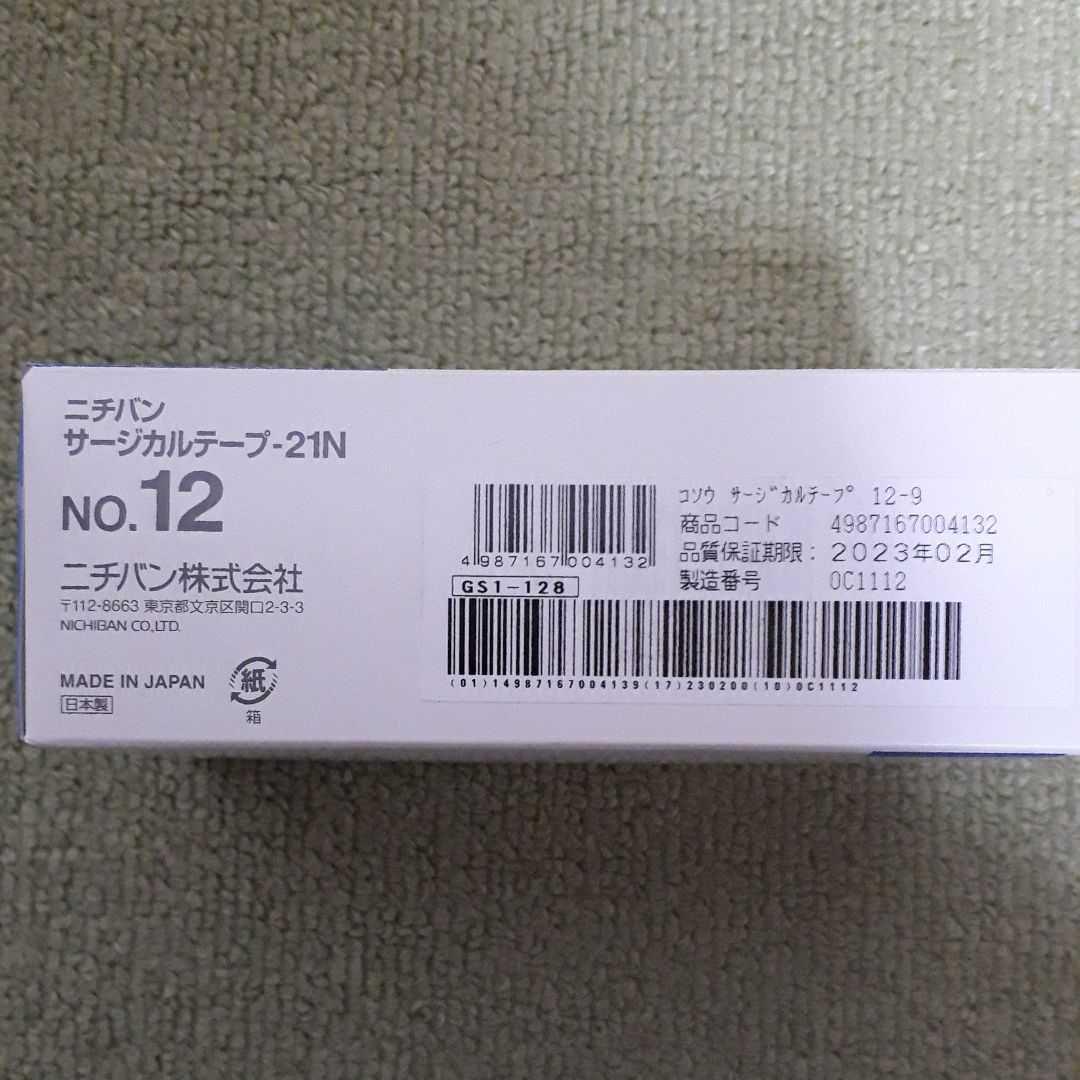 ニチバン
サージカルテープ-21N
NO.12
ニチバン株式会社
〒112-8663 東京都文京区関口2-3-3
NICHIBAN CO.,LTD.
MADE IN JAPAN
日本製
紙
箱
4 987167 004132
GS1-128
コソウ サージカルテープ 12-9
商品コード 4987167004132
品質保証期限：2023年02月
製造番号 0C1112
(01)14987167004139(17)230200(10)0C1112